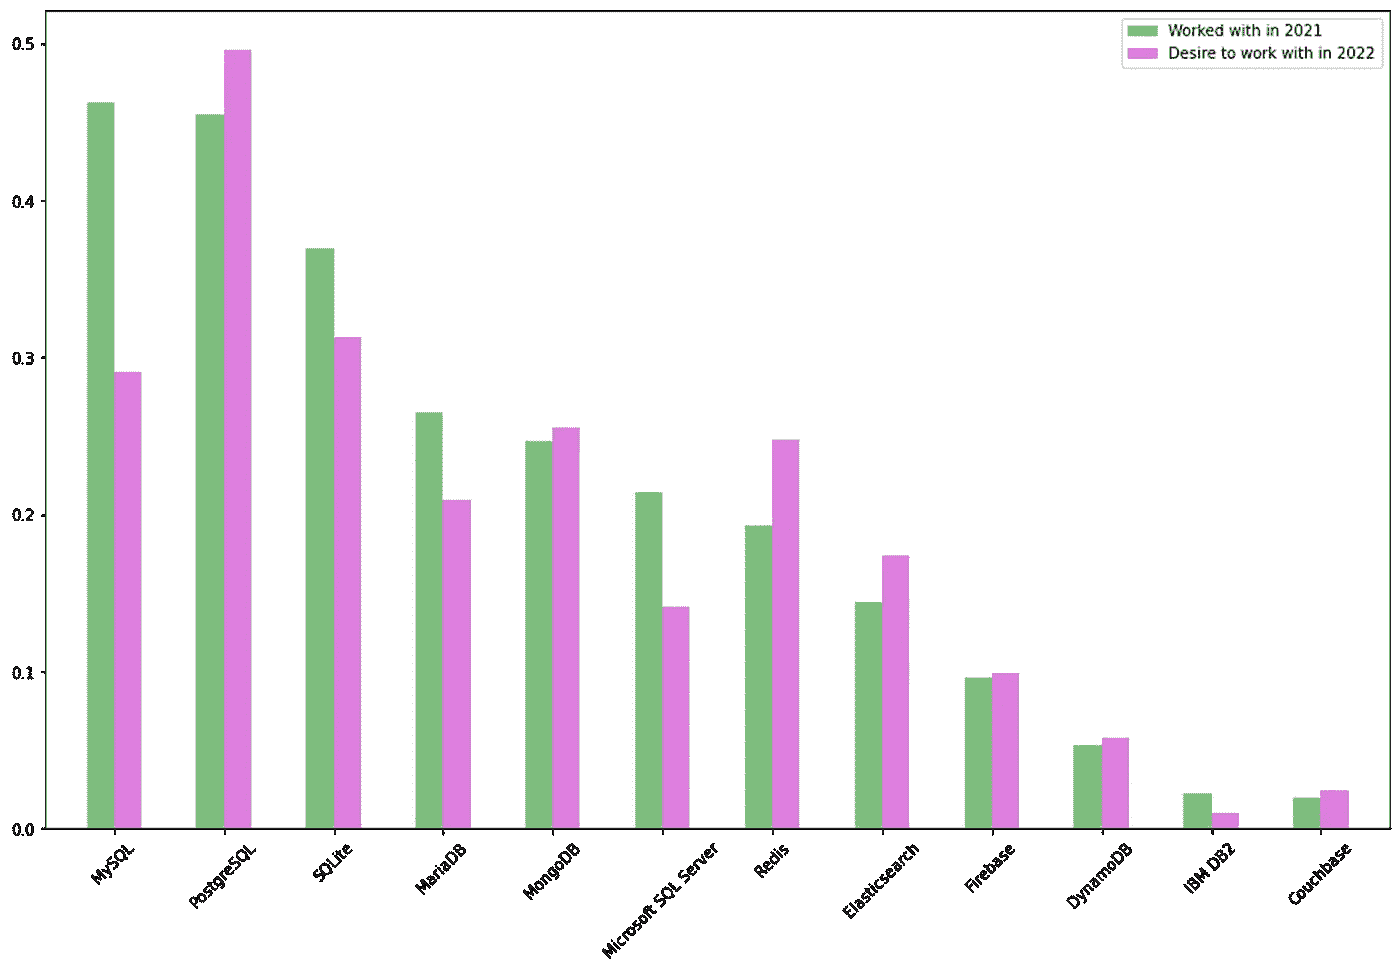 Worked with in 2021
Desire to work with in 2022
0.5
0.4
0.3
0.2
0.1
0.0
MySQL
PostgreSQL
SQLite
MariaDB
MongoDB
Microsoft SQL Server
Redis
Elasticsearch
Firebase
DynamoDB
IBM DB2
Couchbase